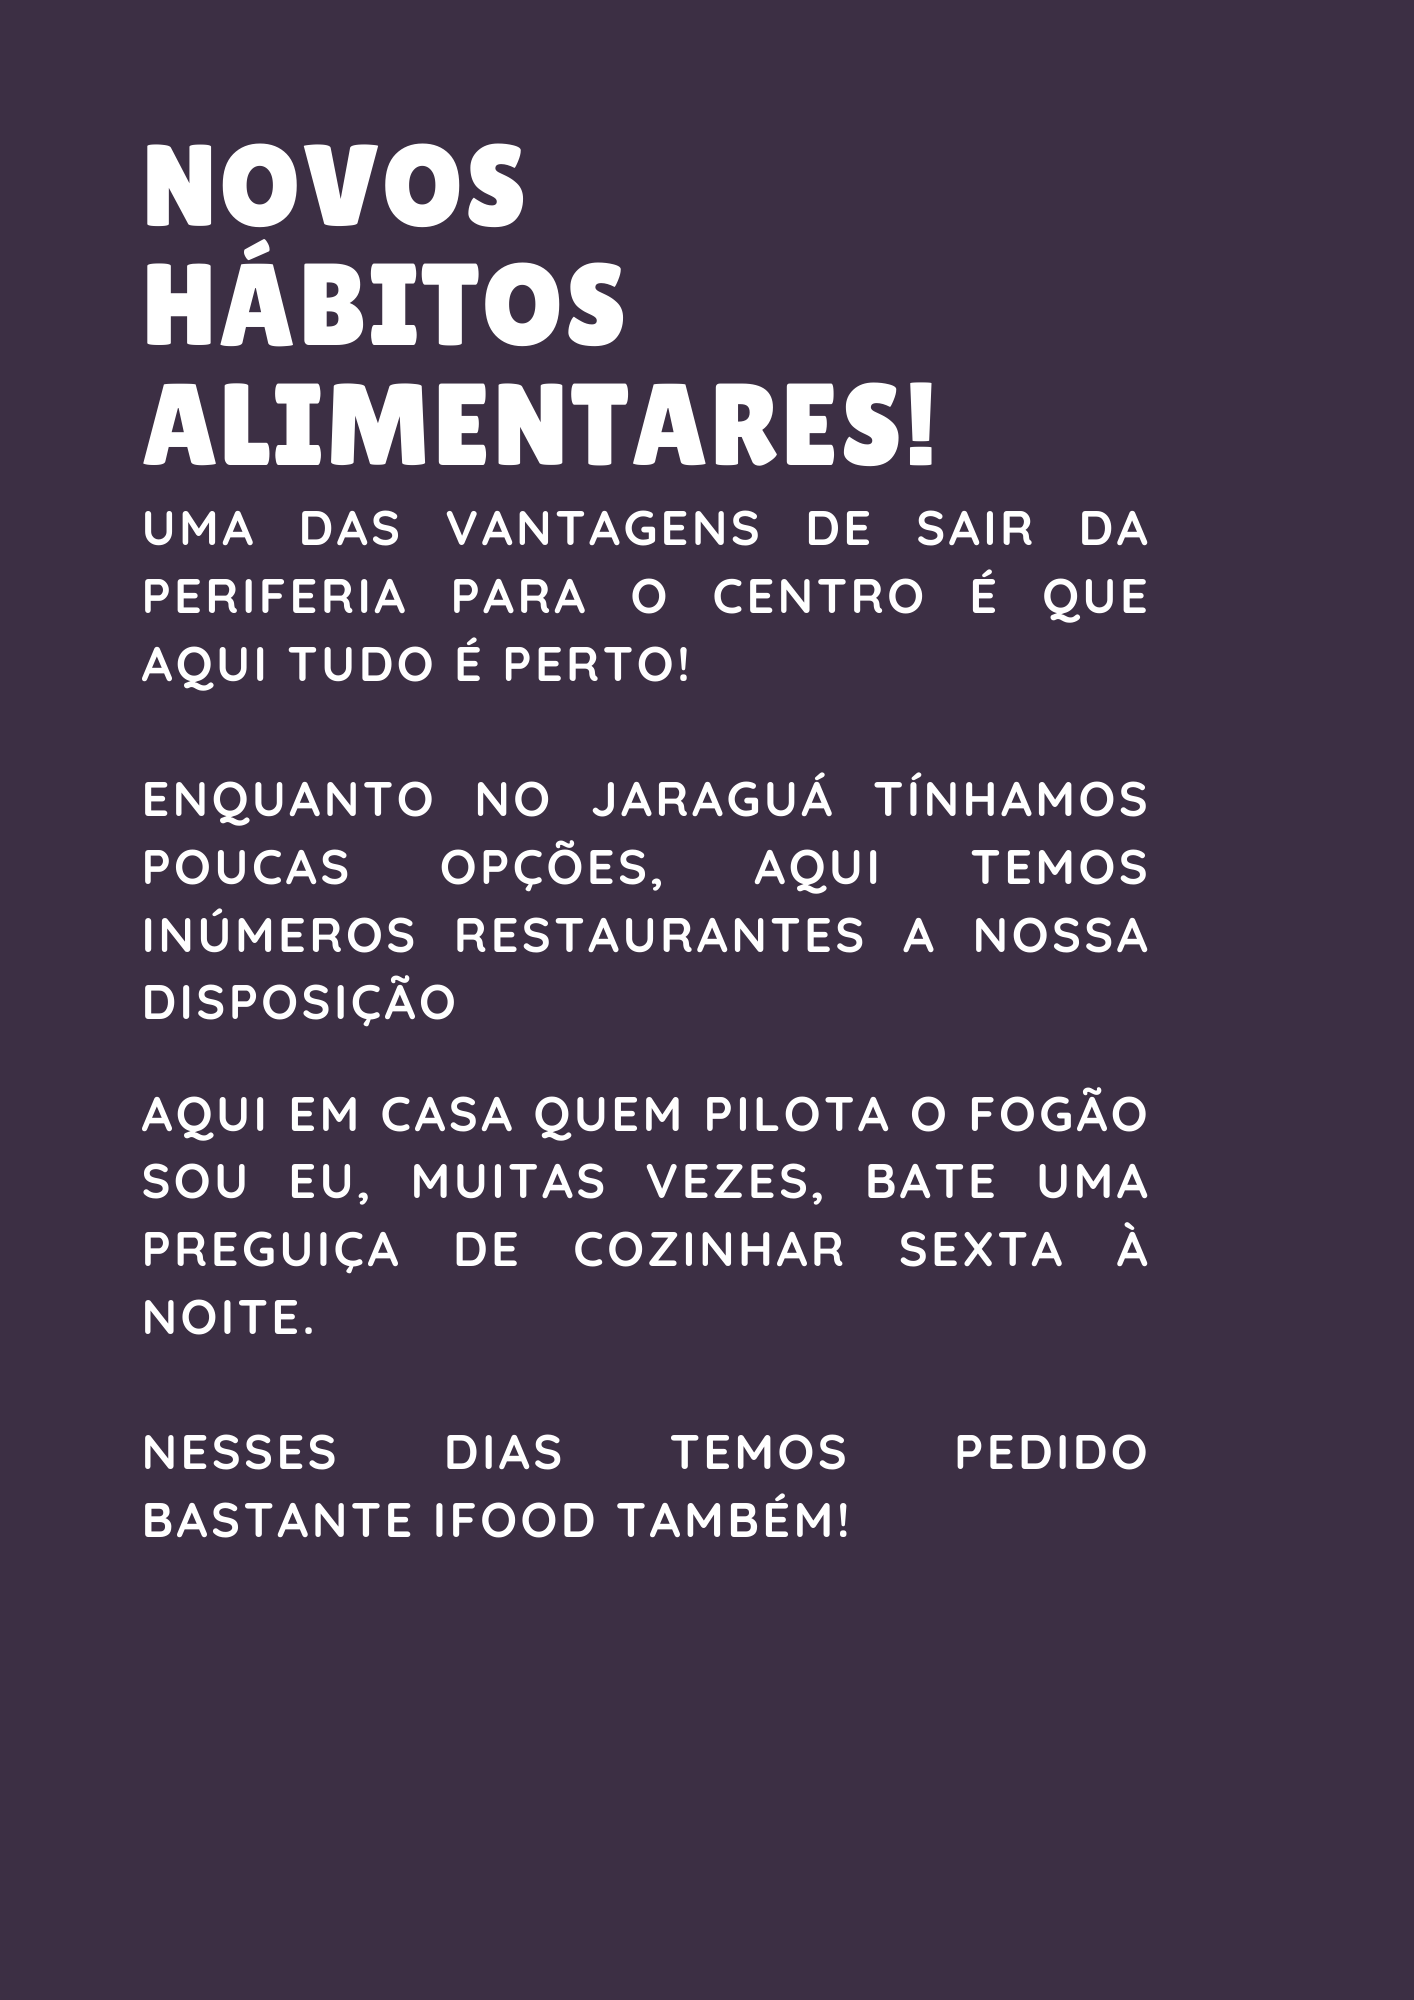 NOVOS
HÁBITOS
ALIMENTARES!
UMA DAS VANTAGENS DE SAIR DA
PERIFERIA PARA O CENTRO É QUE
AQUI TUDO É PERTO!
ENQUANTO NO JARAGUÁ TÍNHAMOS
POUCAS OPÇÕES, AQUI TEMOS
INÚMEROS RESTAURANTES A NOSSA
DISPOSIÇÃO
AQUI EM CASA QUEM PILOTA O FOGÃO
SOU EU, MUITAS VEZES, BATE UMA
PREGUIÇA DE COZINHAR SEXTA À
NOITE.
NESSES DIAS TEMOS PEDIDO
BASTANTE IFOOD TAMBÉM!